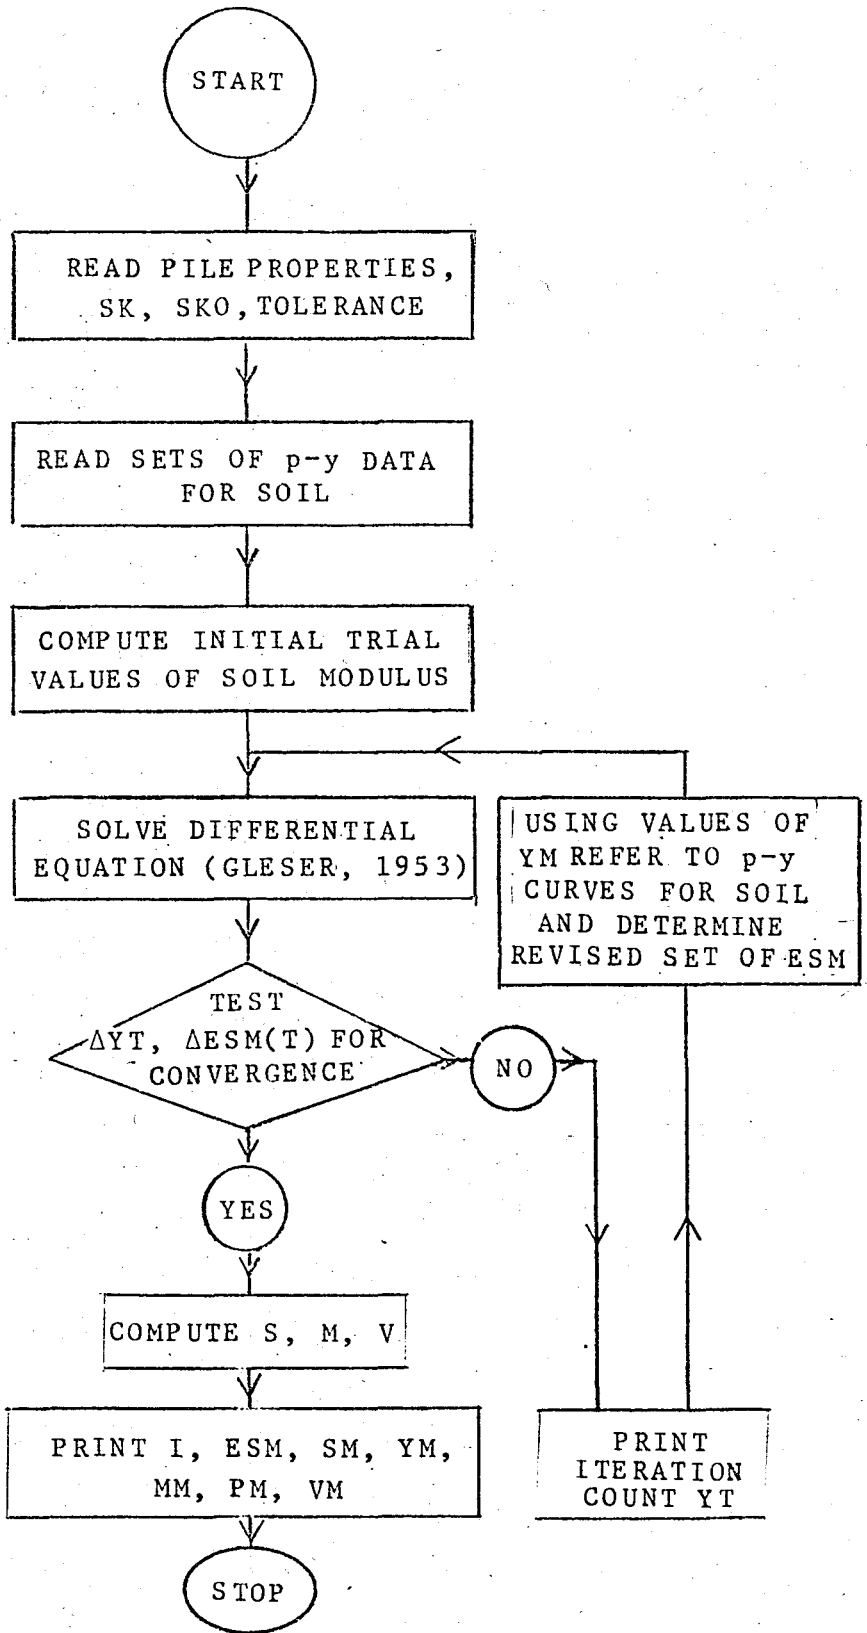 START
READ PILE PROPERTIES,
SK, SKO, TOLERANCE
READ SETS OF p-y DATA
FOR SOIL
COMPUTE INITIAL TRIAL
VALUES OF SOIL MODULUS
SOLVE DIFFERENTIAL
EQUATION (GLESER, 1953)
USING VALUES OF
YM REFER TO p-y
CURVES FOR SOIL
AND DETERMINE
REVISED SET OF ESM
TEST
ΔYT, ΔESM(T) FOR
CONVERGENCE
NO
YES
COMPUTE S, M, V
PRINT I, ESM, SM, YM,
MM, PM, VM
PRINT
ITERATION
COUNT YT
STOP